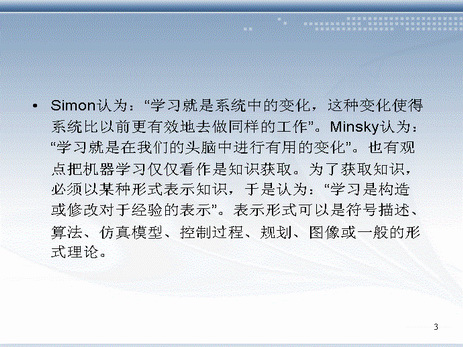 • Simon认为：“学习就是系统中的变化，这种变化使得
系统比以前更有效地去做同样的工作”。Minsky认为：
“学习就是在我们的头脑中进行有用的变化”。也有观
点把机器学习仅仅看作是知识获取。为了获取知识，
必须以某种形式表示知识，于是认为：“学习是构造
或修改对于经验的表示”。表示形式可以是符号描述、
算法、仿真模型、控制过程、规划、图像或一般的形
式理论。
3